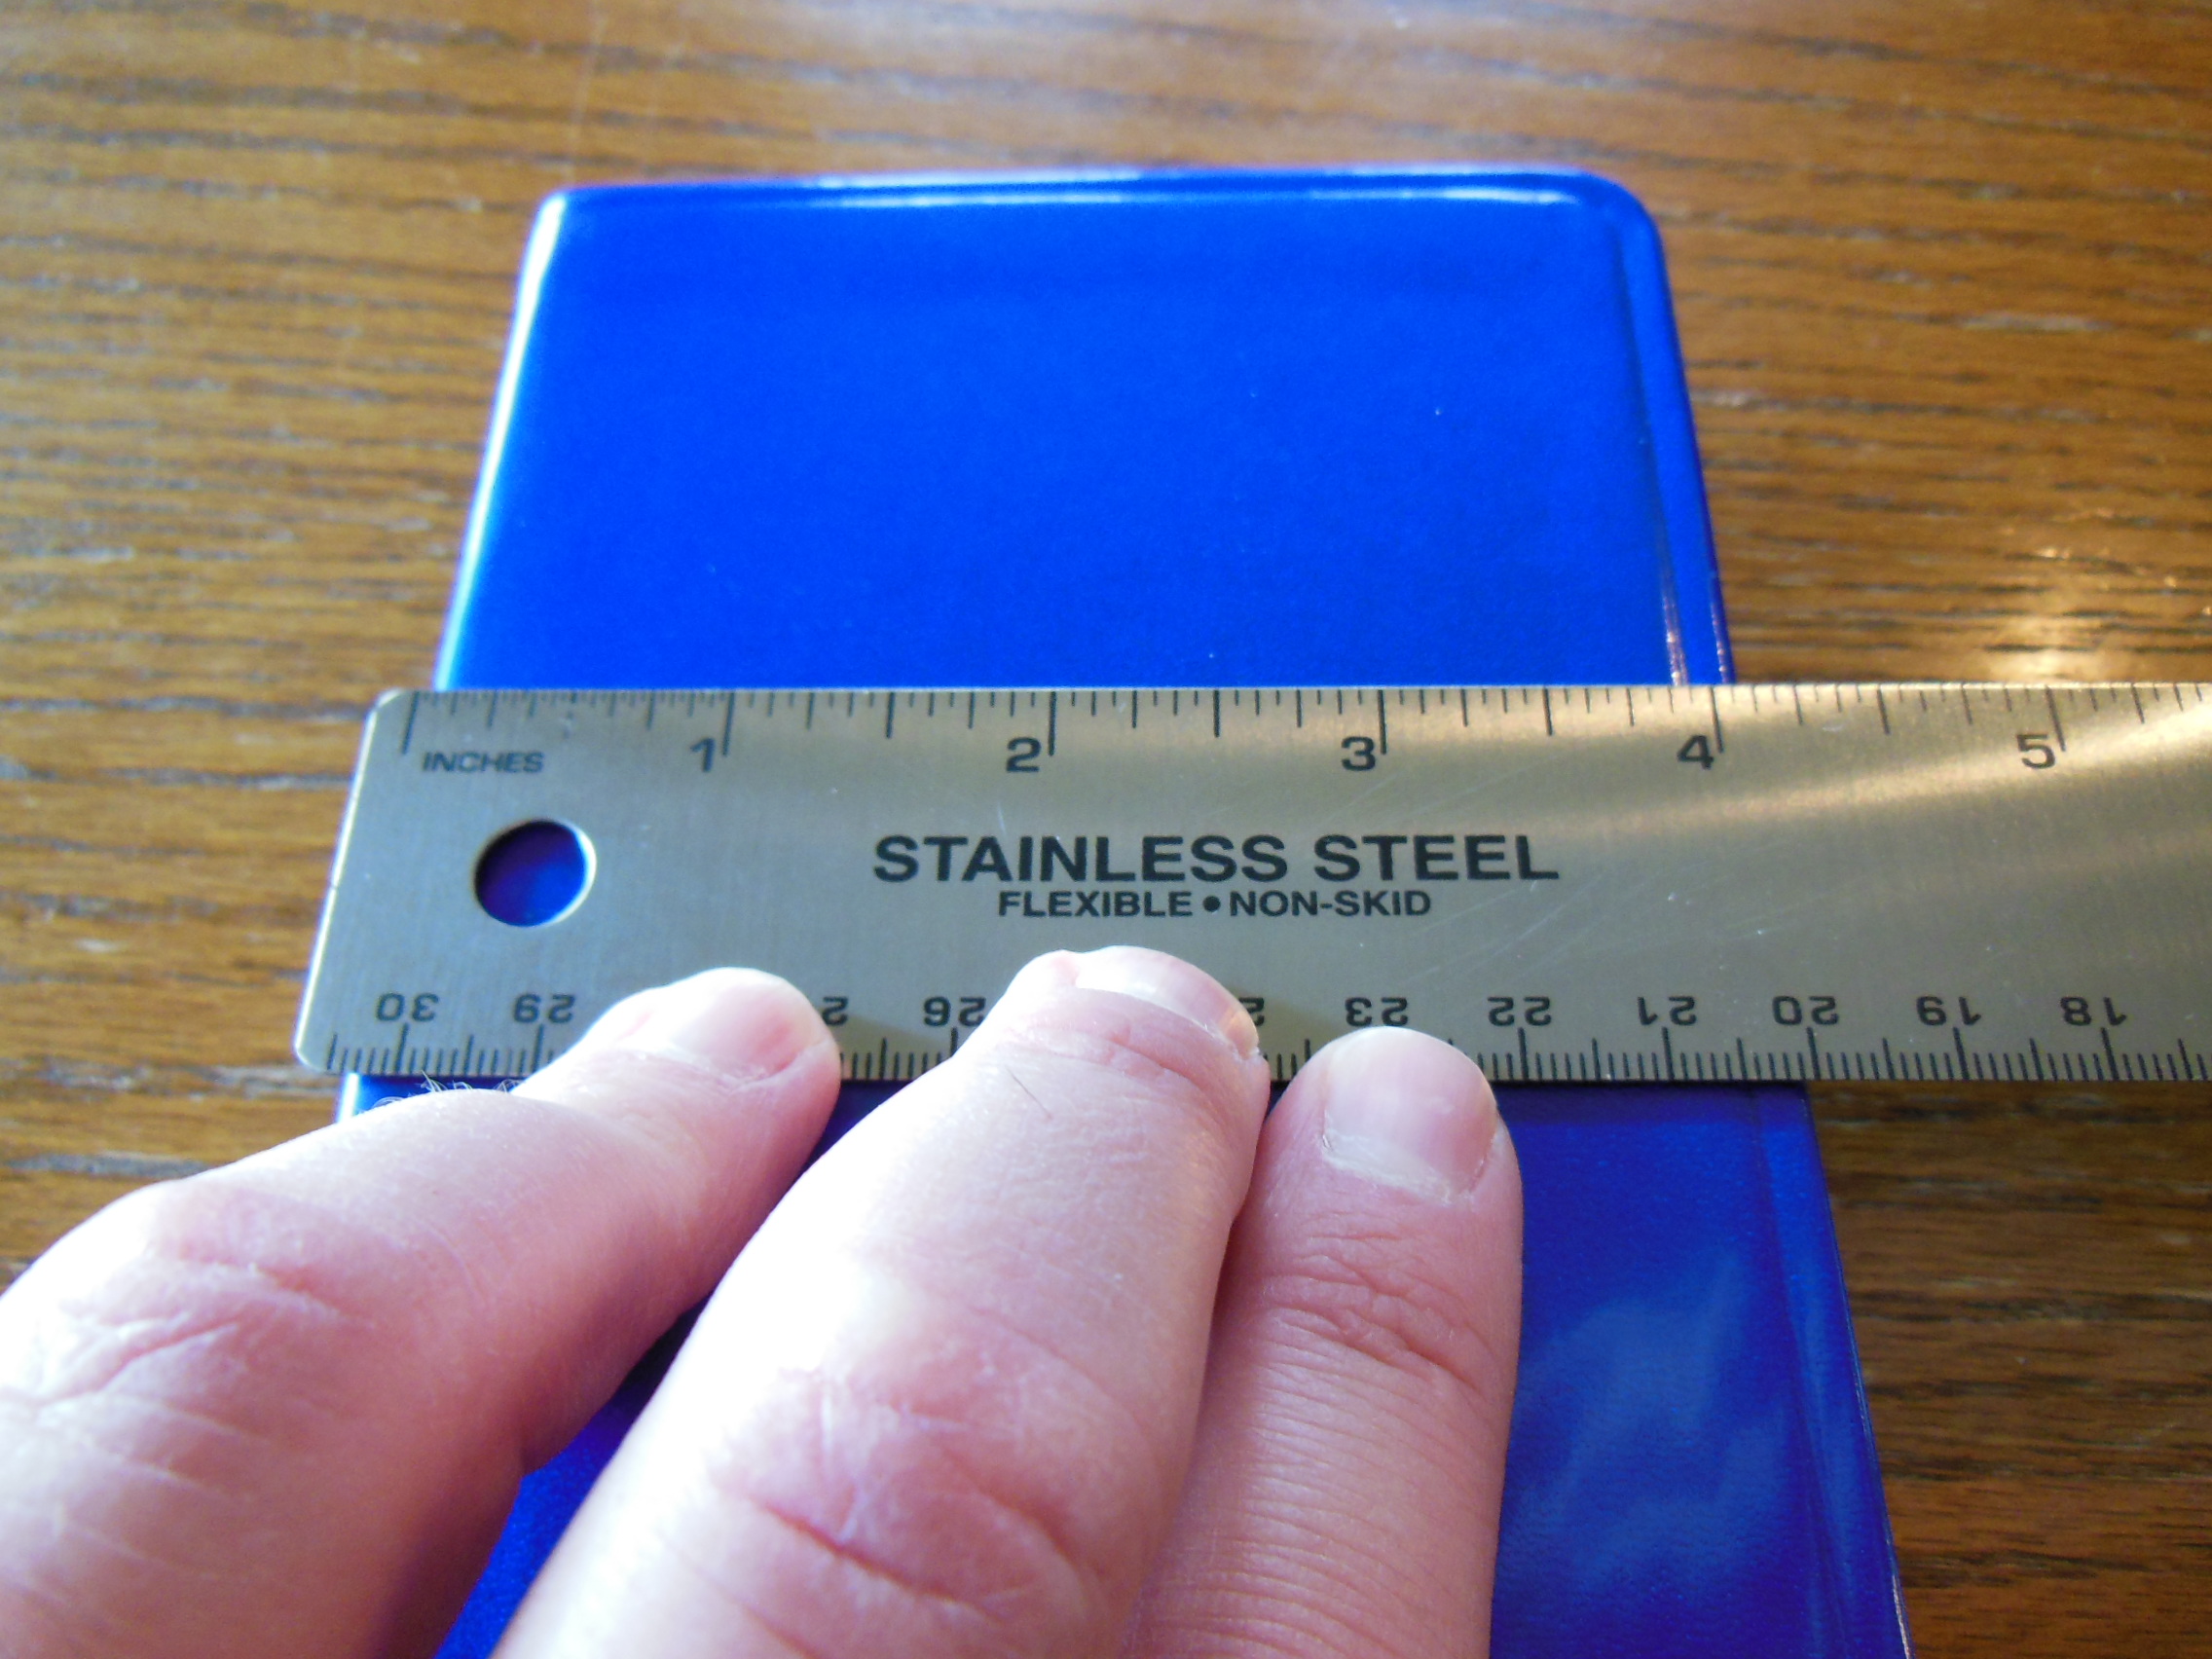 INCHES 1 2 3 4 5
STAINLESS STEEL
FLEXIBLE • NON-SKID
30 29 26 23 22 21 20 19 18